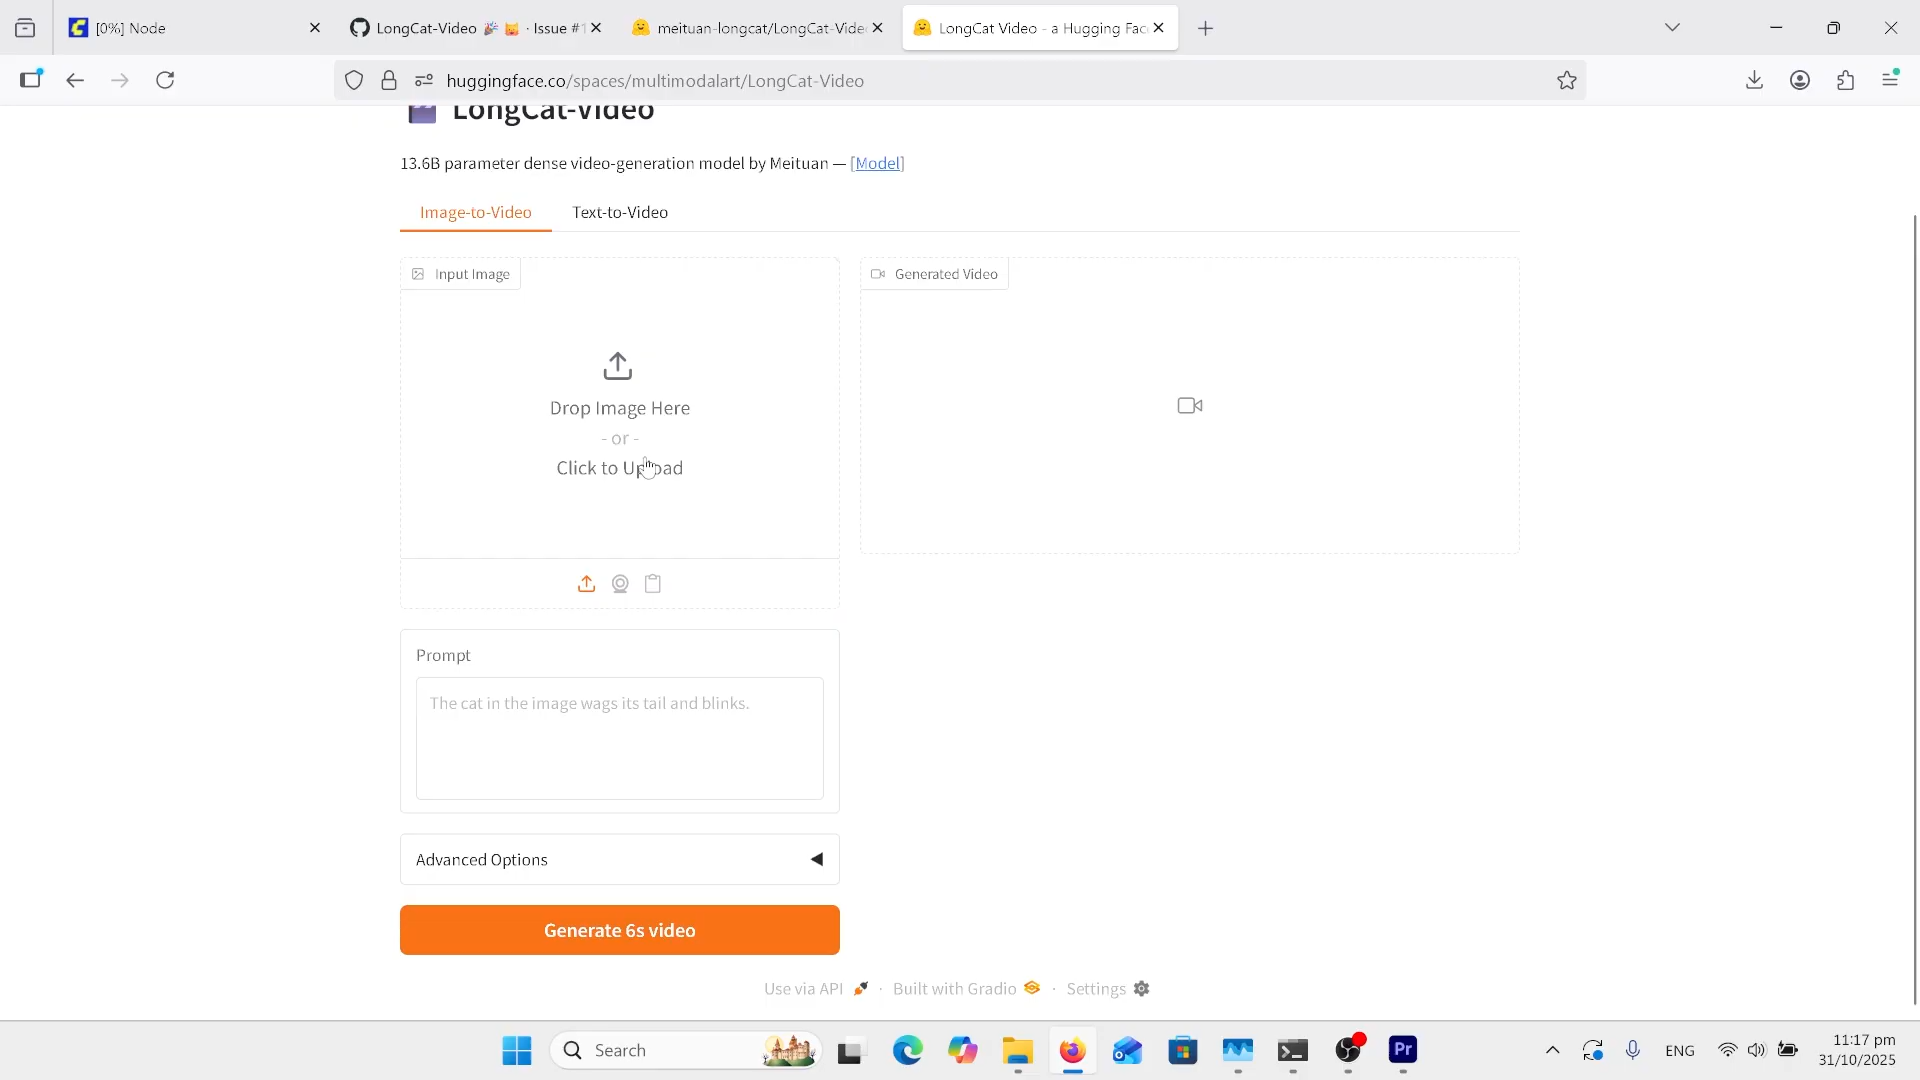 [0%] Node
LongCat-Video 🎉 😺 · Issue #1
meituan-longcat/LongCat-Vide
LongCat Video - a Hugging Fac
huggingface.co/spaces/multimodalart/LongCat-Video
LongCat-Video
13.6B parameter dense video-generation model by Meituan — [Model]
Image-to-Video
Text-to-Video
Input Image
Generated Video
Drop Image Here
- or -
Click to Upload
Prompt
The cat in the image wags its tail and blinks.
Advanced Options
Generate 6s video
Use via API 🚀 · Built with Gradio · Settings
Search
Pr
ENG
11:17 pm
31/10/2025